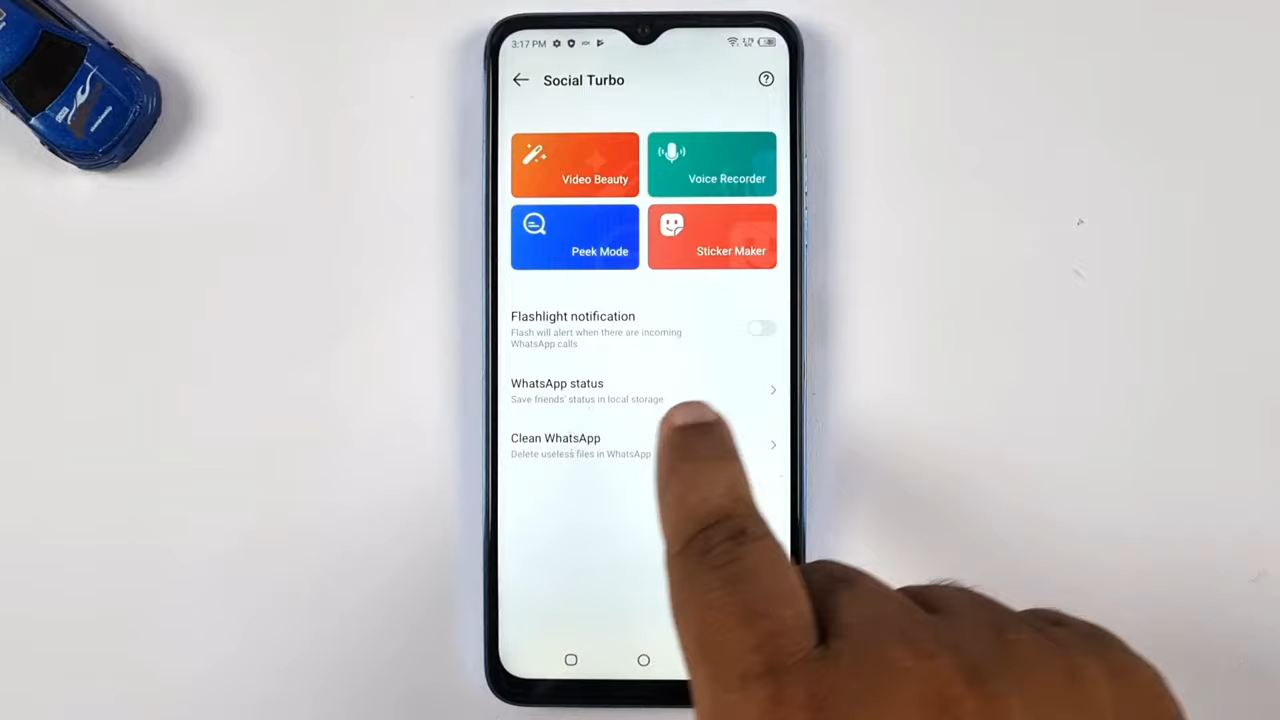 3:17 PM
Social Turbo
Video Beauty
Voice Recorder
Peek Mode
Sticker Maker
Flashlight notification
Flash will alert when there are incoming
WhatsApp calls
WhatsApp status
Save friends' status in local storage
Clean WhatsApp
Delete useless files in WhatsApp